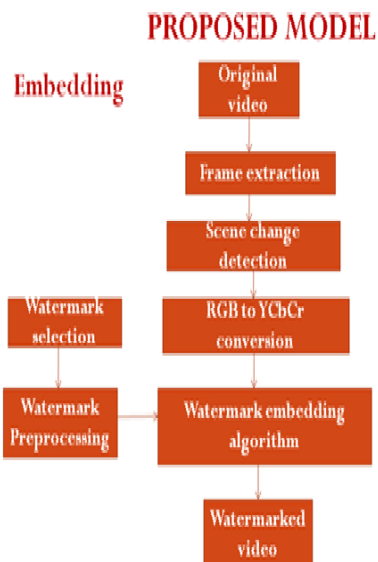 PROPOSED MODEL
Embedding
Original
video
Frame extraction
Scene change
detection
RGB to YCbCr
conversion
Watermark
selection
Watermark
Preprocessing
Watermark embedding
algorithm
Watermarked
video